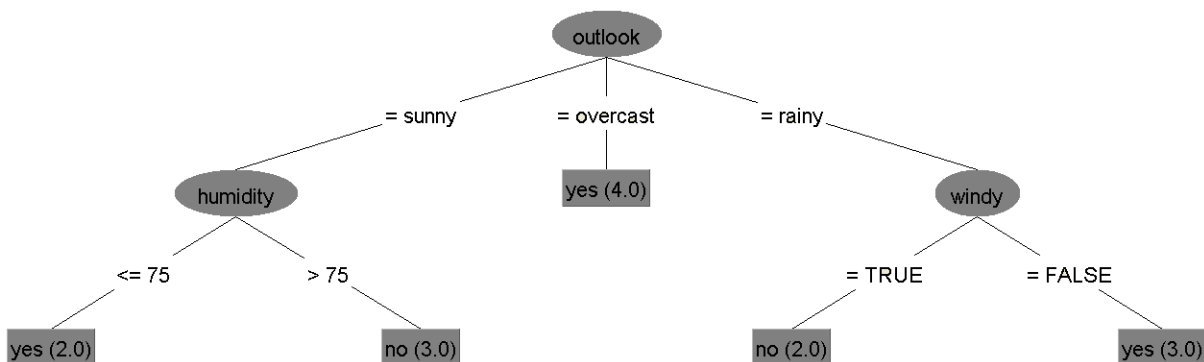 outlook
= sunny
= overcast
= rainy
humidity
yes (4.0)
windy
<= 75
> 75
= TRUE
= FALSE
yes (2.0)
no (3.0)
no (2.0)
yes (3.0)